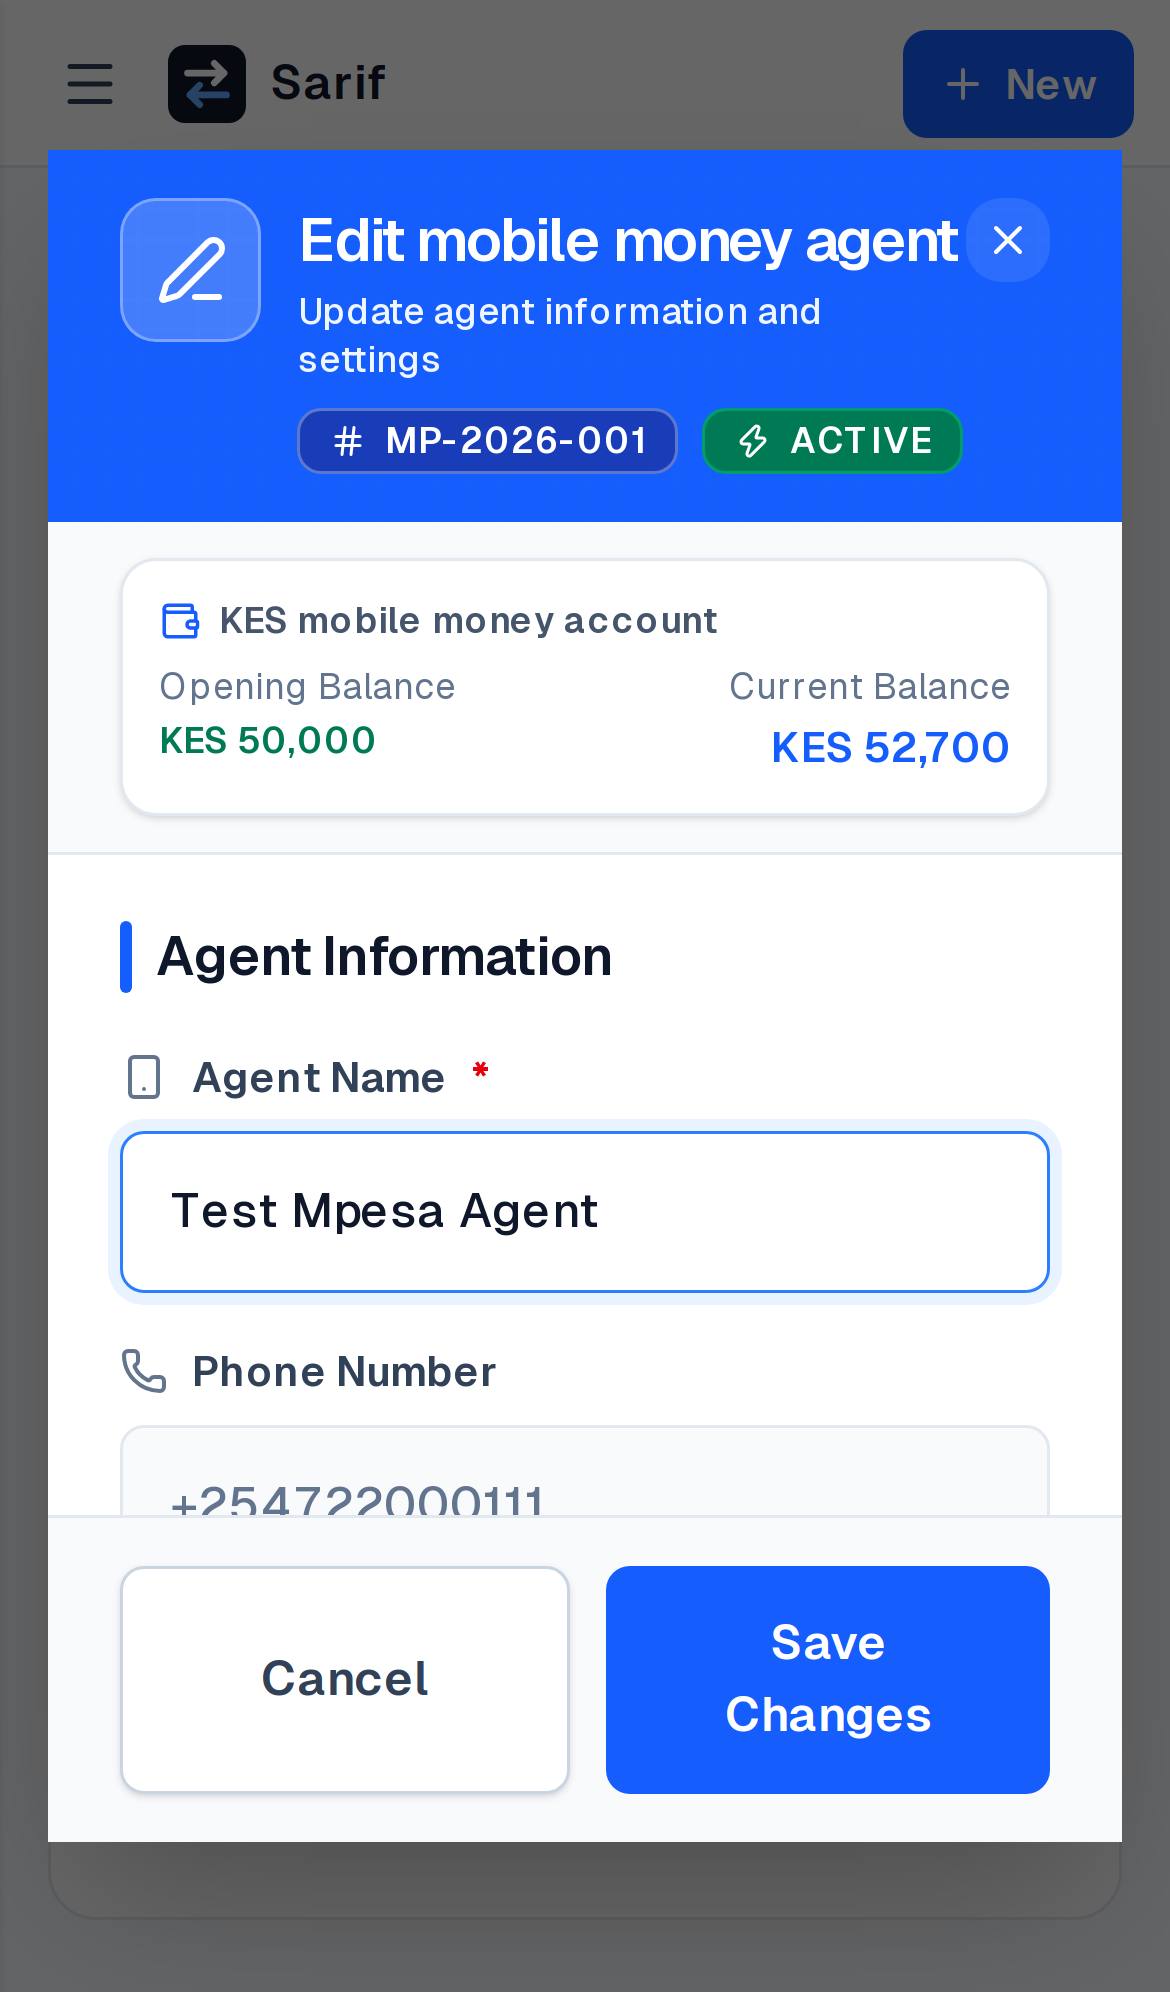 Sarif
+ New
Edit mobile money agent
Update agent information and
settings
# MP-2026-001
ACTIVE
KES mobile money account
Opening Balance
Current Balance
KES 50,000
KES 52,700
Agent Information
Agent Name *
Test Mpesa Agent
Phone Number
+254722000111
Cancel
Save
Changes